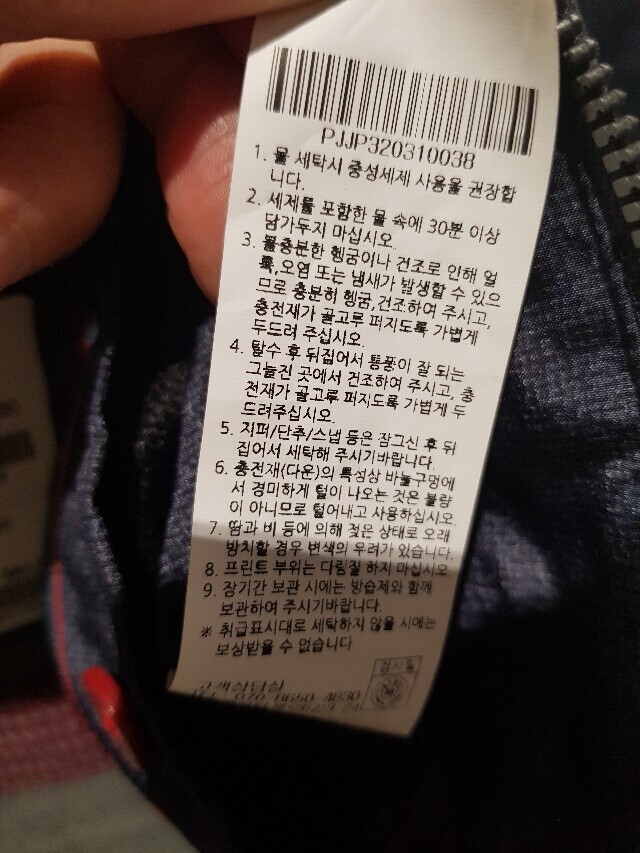 PJJP320310038
1. 물 세탁시 중성세제 사용을 권장합
니다.
2. 세제를 포함한 물 속에 30분 이상
담가두지 마십시오.
3. 불충분한 헹굼이나 건조로 인해 얼
룩,오염 또는 냄새가 발생할 수 있으
므로 충분히 헹굼,건조하여 주시고,
충전재가 골고루 퍼지도록 가볍게
두드려 주십시오.
4. 탈수 후 뒤집어서 통풍이 잘 되는
그늘진 곳에서 건조하여 주시고, 충
전재가 골고루 퍼지도록 가볍게 두
드려주십시오.
5. 지퍼/단추/스냅 등은 잠그신 후 뒤
집어서 세탁해 주시기바랍니다.
6. 충전재(다운)의 특성상 바늘구멍에
서 경미하게 털이 나오는 것은 불량
이 아니므로 털어내고 사용하십시오.
7. 땀과 비 등에 의해 젖은 상태로 오래
방치할 경우 변색의 우려가 있습니다.
8. 프린트 부위는 다림질 하지 마십시오.
9. 장기간 보관 시에는 방습제와 함께
보관하여 주시기바랍니다.
※ 취급표시대로 세탁하지 않을 시에는
보상받을 수 없습니다.
검사필
고객상담실